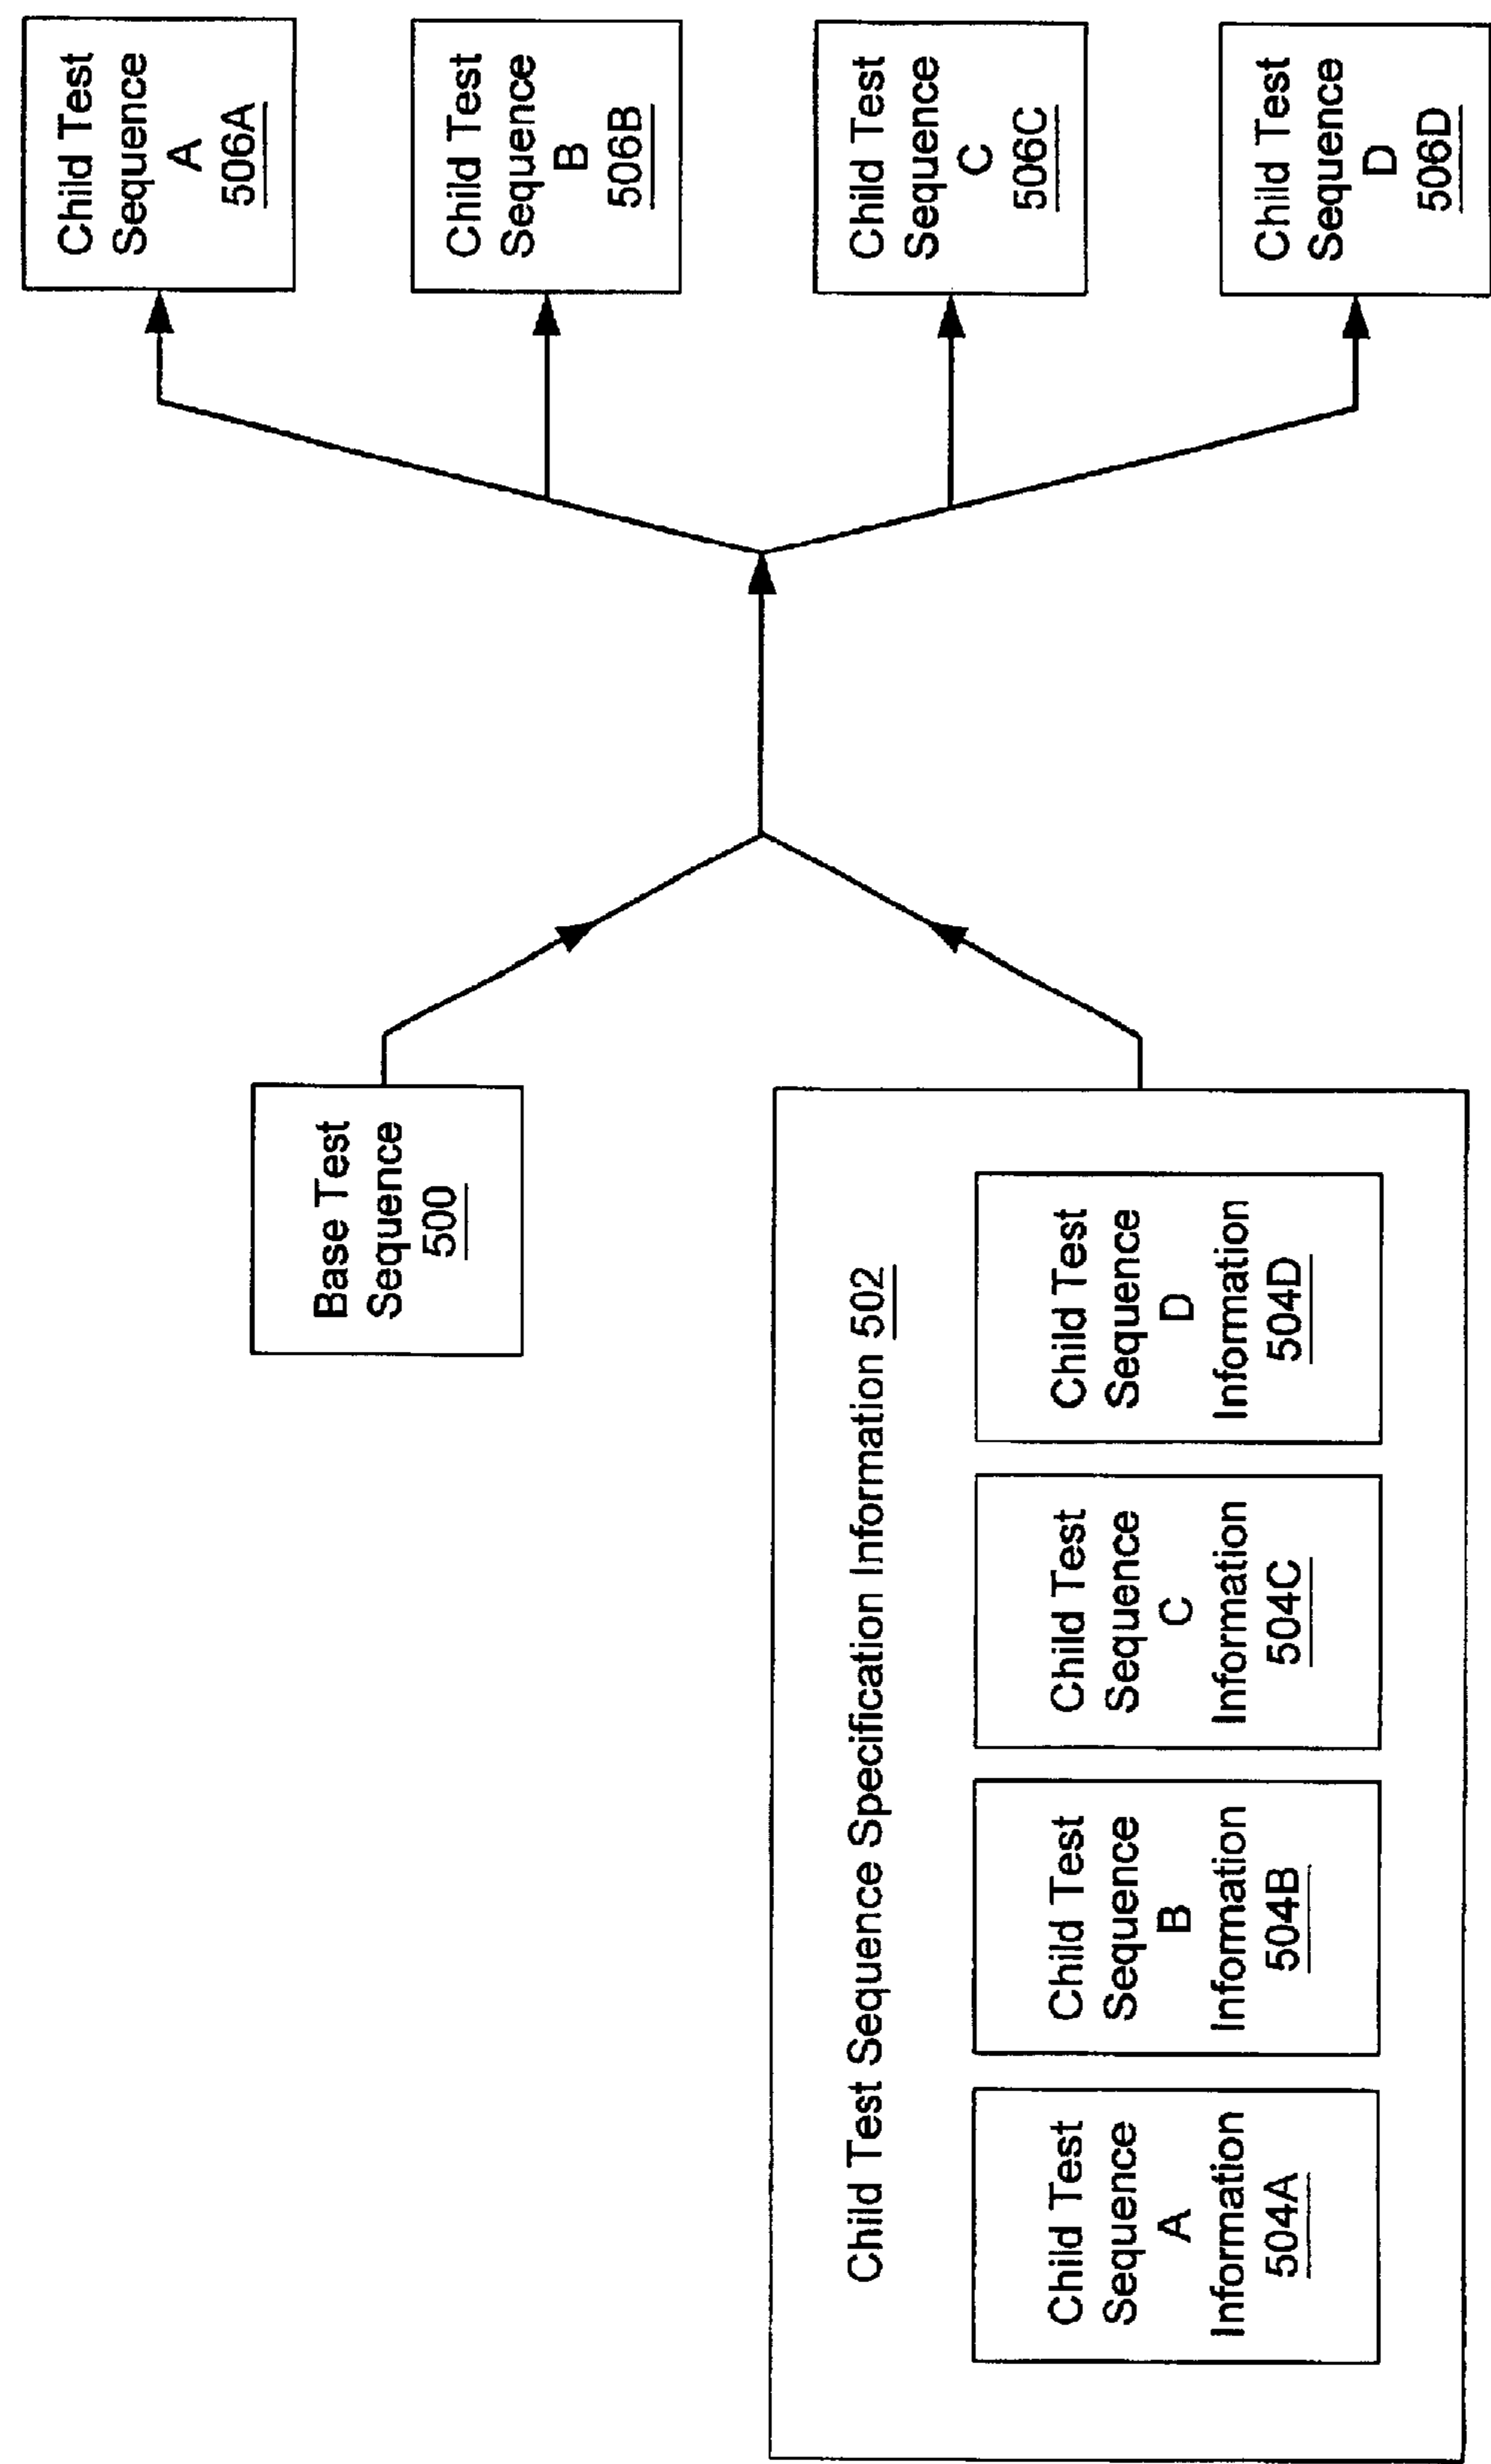 Base Test
Sequence
500
Child Test Sequence Specification Information 502
Child Test
Sequence
A
Information
504A
Child Test
Sequence
B
Information
504B
Child Test
Sequence
C
Information
504C
Child Test
Sequence
D
Information
504D
Child Test
Sequence
A
506A
Child Test
Sequence
B
506B
Child Test
Sequence
C
506C
Child Test
Sequence
D
506D